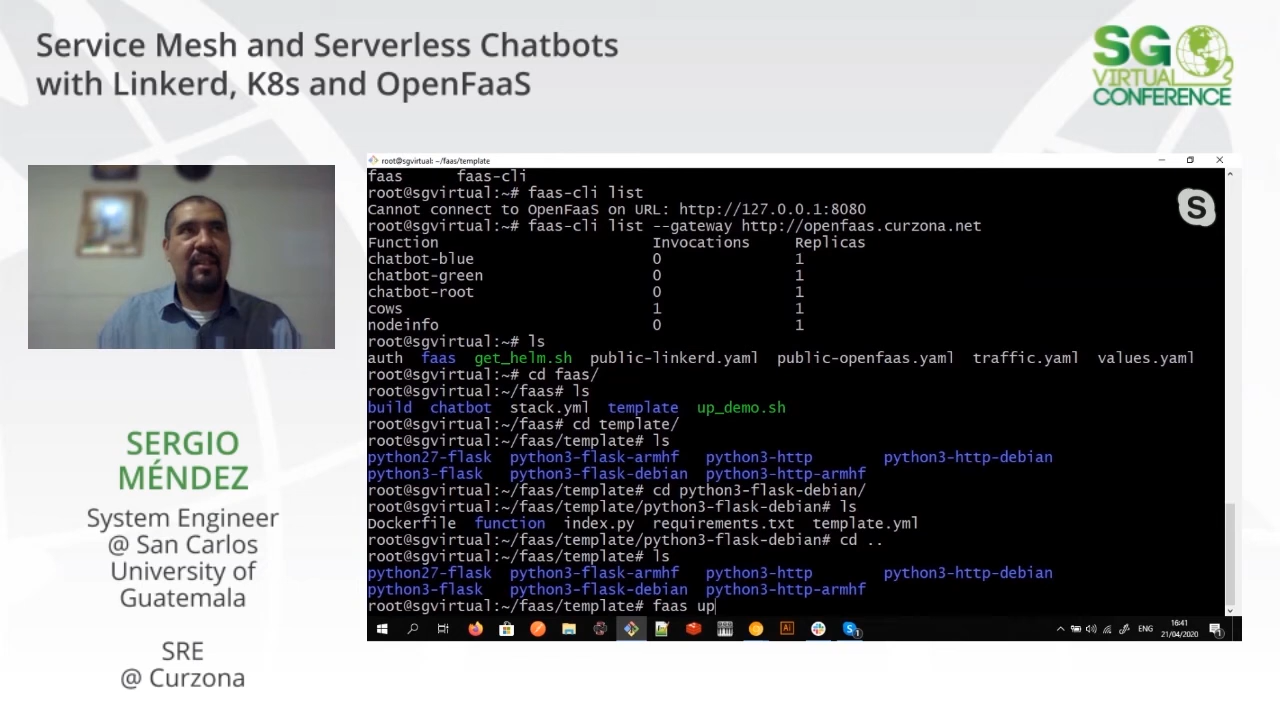 Service Mesh and Serverless Chatbots
with Linkerd, K8s and OpenFaaS
SG
VIRTUAL
CONFERENCE
root@sgvirtual: ~/faas/template
faas faas-cli
root@sgvirtual:~# faas-cli list
Cannot connect to OpenFaaS on URL: http://127.0.0.1:8080
root@sgvirtual:~# faas-cli list --gateway http://openfaas.curzona.net
Function Invocations Replicas
chatbot-blue 0 1
chatbot-green 0 1
chatbot-root 0 1
cows 1 1
nodeinfo 0 1
root@sgvirtual:~# ls
auth faas get_helm.sh public-linkerd.yaml public-openfaas.yaml traffic.yaml values.yaml
root@sgvirtual:~# cd faas/
root@sgvirtual:~/faas# ls
build chatbot stack.yml template up_demo.sh
root@sgvirtual:~/faas# cd template/
root@sgvirtual:~/faas/template# ls
python27-flask python3-flask-armhf python3-http python3-http-debian
python3-flask python3-flask-debian python3-http-armhf
root@sgvirtual:~/faas/template# cd python3-flask-debian/
root@sgvirtual:~/faas/template/python3-flask-debian# ls
Dockerfile function index.py requirements.txt template.yml
root@sgvirtual:~/faas/template/python3-flask-debian# cd ..
root@sgvirtual:~/faas/template# ls
python27-flask python3-flask-armhf python3-http python3-http-debian
python3-flask python3-flask-debian python3-http-armhf
root@sgvirtual:~/faas/template# faas up
S
Ai
1
ENG
16:41
21/04/2020
1
SERGIO
MÉNDEZ
System Engineer
@ San Carlos
University of
Guatemala
SRE
@ Curzona